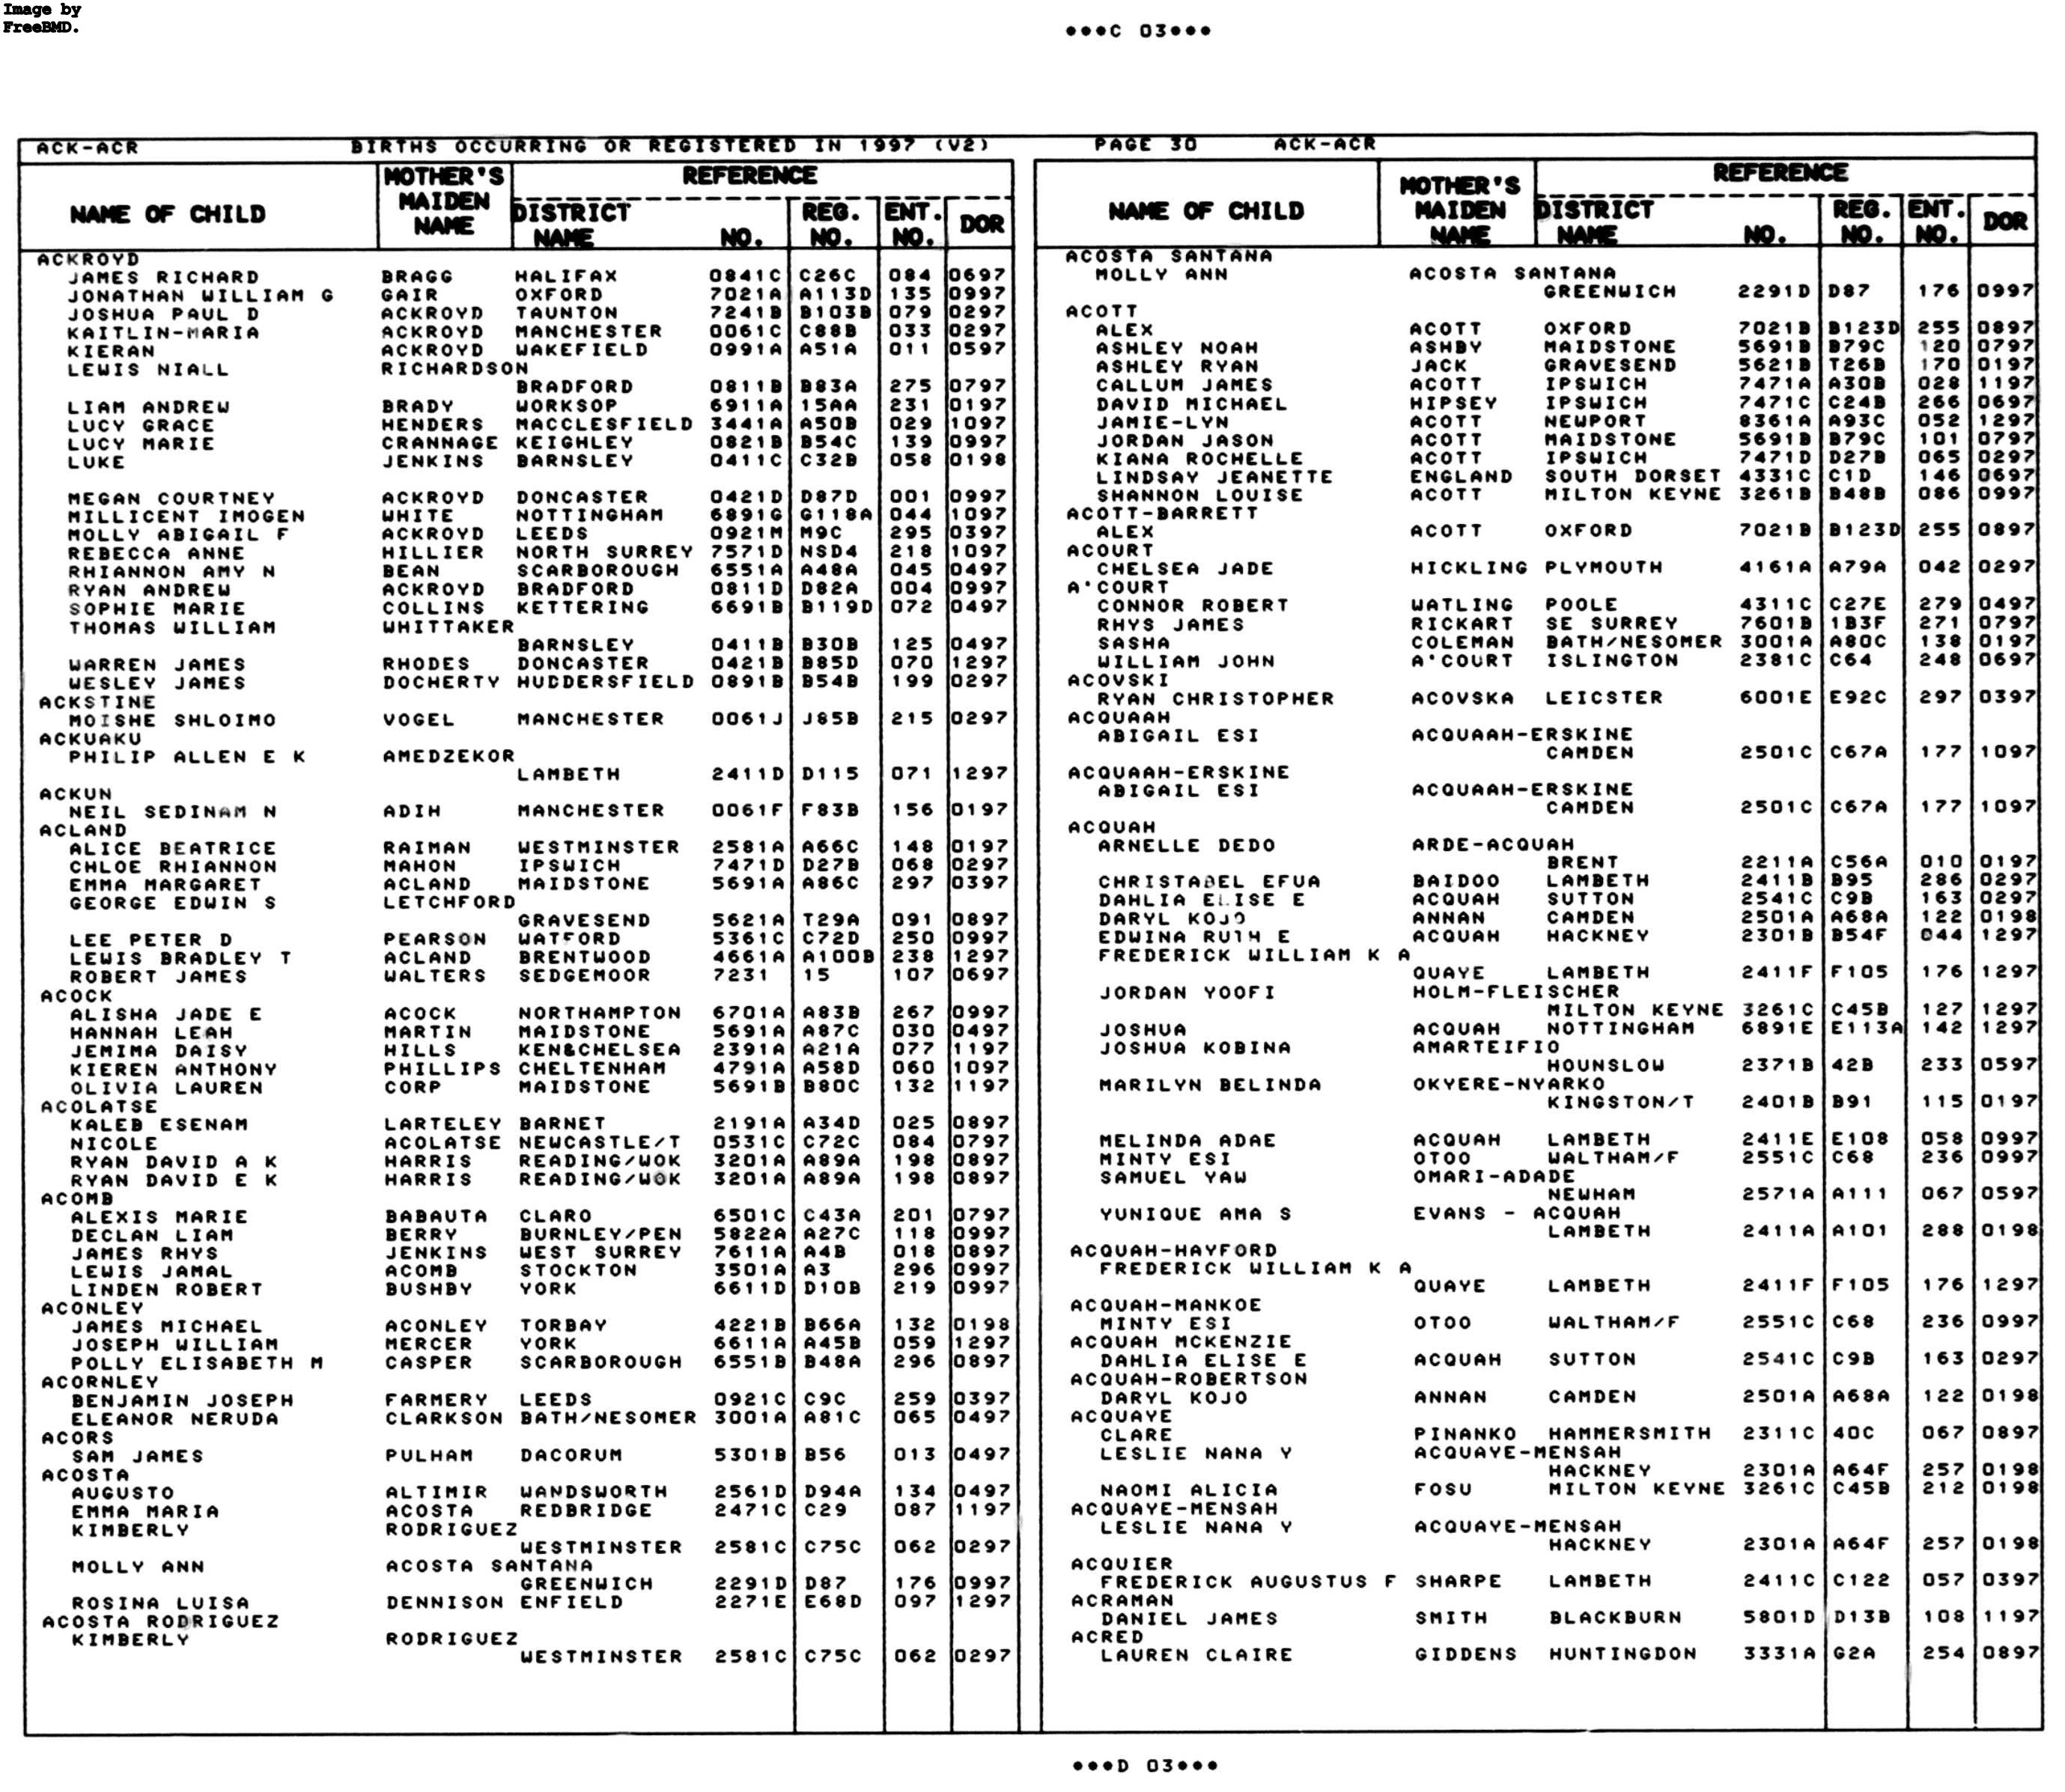 Image by
FreeBMD.
●●●C 03●●●
ACK-ACR BIRTHS OCCURRING OR REGISTERED IN 1997 (V2) PAGE 30 ACK-ACR
NAME OF CHILD MOTHER'S MAIDEN NAME REFERENCE DISTRICT NAME NO. REG. NO. ENT. NO. DOR
ACKROYD
JAMES RICHARD BRAGG HALIFAX 0841C C26C 084 0697
JONATHAN WILLIAM G GAIR OXFORD 7021A A113D 135 0997
JOSHUA PAUL D ACKROYD TAUNTON 7241B B103B 079 0297
KAITLIN-MARIA ACKROYD MANCHESTER 0061C C88B 033 0297
KIERAN ACKROYD WAKEFIELD 0991A A51A 011 0597
LEWIS NIALL RICHARDSON
BRADFORD 0811B B83A 275 0797
LIAM ANDREW BRADY WORKSOP 6911A 15AA 231 0197
LUCY GRACE HENDERS MACCLESFIELD 3441A A50B 029 1097
LUCY MARIE CRANNAGE KEIGHLEY 0821B B54C 139 0997
LUKE JENKINS BARNSLEY 0411C C32B 058 0198
MEGAN COURTNEY ACKROYD DONCASTER 0421D D87D 001 0997
MILLICENT IMOGEN WHITE NOTTINGHAM 6891G G118A 044 1097
MOLLY ABIGAIL F ACKROYD LEEDS 0921M M9C 295 0397
REBECCA ANNE HILLIER NORTH SURREY 7571D NSD4 218 1097
RHIANNON AMY N BEAN SCARBOROUGH 6551A A48A 045 0497
RYAN ANDREW ACKROYD BRADFORD 0811D D82A 004 0997
SOPHIE MARIE COLLINS KETTERING 6691B B119D 072 0497
THOMAS WILLIAM WHITTAKER
BARNSLEY 0411B B30B 125 0497
WARREN JAMES RHODES DONCASTER 0421B B85D 070 1297
WESLEY JAMES DOCHERTY HUDDERSFIELD 0891B B54B 199 0297
ACKSTINE
MOISHE SHLOIMO VOGEL MANCHESTER 0061J J85B 215 0297
ACKUAKU
PHILIP ALLEN E K AMEDZEKOR
LAMBETH 2411D D115 071 1297
ACKUN
NEIL SEDINAM N ADIH MANCHESTER 0061F F83B 156 0197
ACLAND
ALICE BEATRICE RAIMAN WESTMINSTER 2581A A66C 148 0197
CHLOE RHIANNON MAHON IPSWICH 7471D D27B 068 0297
EMMA MARGARET ACLAND MAIDSTONE 5691A A86C 297 0397
GEORGE EDWIN S LETCHFORD
GRAVESEND 5621A T29A 091 0897
LEE PETER D PEARSON WATFORD 5361C C72D 250 0997
LEWIS BRADLEY T ACLAND BRENTWOOD 4661A A100B 238 1297
ROBERT JAMES WALTERS SEDGEMOOR 7231 15 107 0697
ACOCK
ALISHA JADE E ACOCK NORTHAMPTON 6701A A83B 267 0997
HANNAH LEAH MARTIN MAIDSTONE 5691A A87C 030 0497
JEMIMA DAISY HILLS KEN&CHELSEA 2391A A21A 077 1197
KIEREN ANTHONY PHILLIPS CHELTENHAM 4791A A58D 060 1097
OLIVIA LAUREN CORP MAIDSTONE 5691B B80C 132 1197
ACOLATSE
KALEB ESENAM LARTELEY BARNET 2191A A34D 025 0897
NICOLE ACOLATSE NEWCASTLE/T 0531C C72C 084 0797
RYAN DAVID A K HARRIS READING/WOK 3201A A89A 198 0897
RYAN DAVID E K HARRIS READING/WOK 3201A A89A 198 0897
ACOMB
ALEXIS MARIE BABAUTA CLARO 6501C C43A 201 0797
DECLAN LIAM BERRY BURNLEY/PEN 5822A A27C 118 0997
JAMES RHYS JENKINS WEST SURREY 7611A A4B 018 0897
LEWIS JAMAL ACOMB STOCKTON 3501A A3 296 0997
LINDEN ROBERT BUSHBY YORK 6611D D10B 219 0997
ACONLEY
JAMES MICHAEL ACONLEY TORBAY 4221B B66A 132 0198
JOSEPH WILLIAM MERCER YORK 6611A A45B 059 1297
POLLY ELISABETH M CASPER SCARBOROUGH 6551B B48A 296 0897
ACORNLEY
BENJAMIN JOSEPH FARMERY LEEDS 0921C C9C 259 0397
ELEANOR NERUDA CLARKSON BATH/NESOMER 3001A A81C 065 0497
ACORS
SAM JAMES PULHAM DACORUM 5301B B56 013 0497
ACOSTA
AUGUSTO ALTIMIR WANDSWORTH 2561D D94A 134 0497
EMMA MARIA ACOSTA REDBRIDGE 2471C C29 087 1197
KIMBERLY RODRIGUEZ
WESTMINSTER 2581C C75C 062 0297
MOLLY ANN ACOSTA SANTANA
GREENWICH 2291D D87 176 0997
ROSINA LUISA DENNISON ENFIELD 2271E E68D 097 1297
ACOSTA RODRIGUEZ
KIMBERLY RODRIGUEZ
WESTMINSTER 2581C C75C 062 0297
NAME OF CHILD MOTHER'S MAIDEN NAME REFERENCE DISTRICT NAME NO. REG. NO. ENT. NO. DOR
ACOSTA SANTANA
MOLLY ANN ACOSTA SANTANA
GREENWICH 2291D D87 176 0997
ACOTT
ALEX ACOTT OXFORD 7021B B123D 255 0897
ASHLEY NOAH ASHBY MAIDSTONE 5691B B79C 120 0797
ASHLEY RYAN JACK GRAVESEND 5621B T26B 170 0197
CALLUM JAMES ACOTT IPSWICH 7471A A30B 028 1197
DAVID MICHAEL HIPSEY IPSWICH 7471C C24B 266 0697
JAMIE-LYN ACOTT NEWPORT 8361A A93C 052 1297
JORDAN JASON ACOTT MAIDSTONE 5691B B79C 101 0797
KIANA ROCHELLE ACOTT IPSWICH 7471D D27B 065 0297
LINDSAY JEANETTE ENGLAND SOUTH DORSET 4331C C1D 146 0697
SHANNON LOUISE ACOTT MILTON KEYNE 3261B B48B 086 0997
ACOTT-BARRETT
ALEX ACOTT OXFORD 7021B B123D 255 0897
ACOURT
CHELSEA JADE HICKLING PLYMOUTH 4161A A79A 042 0297
A'COURT
CONNOR ROBERT WATLING POOLE 4311C C27E 279 0497
RHYS JAMES RICKART SE SURREY 7601B 1B3F 271 0797
SASHA COLEMAN BATH/NESOMER 3001A A80C 138 0197
WILLIAM JOHN A'COURT ISLINGTON 2381C C64 248 0697
ACOVSKI
RYAN CHRISTOPHER ACOVSKA LEICSTER 6001E E92C 297 0397
ACQUAAH
ABIGAIL ESI ACQUAAH-ERSKINE
CAMDEN 2501C C67A 177 1097
ACQUAAH-ERSKINE
ABIGAIL ESI ACQUAAH-ERSKINE
CAMDEN 2501C C67A 177 1097
ACQUAH
ARNELLE DEDO ARDE-ACQUAH
BRENT 2211A C56A 010 0197
CHRISTABEL EFUA BAIDOO LAMBETH 2411B B95 286 0297
DAHLIA ELISE E ACQUAH SUTTON 2541C C9B 163 0297
DARYL KOJO ANNAN CAMDEN 2501A A68A 122 0198
EDWINA RUTH E ACQUAH HACKNEY 2301B B54F 044 1297
FREDERICK WILLIAM K A
QUAYE LAMBETH 2411F F105 176 1297
JORDAN YOOFI HOLM-FLEISCHER
MILTON KEYNE 3261C C45B 127 1297
JOSHUA ACQUAH NOTTINGHAM 6891E E113A 142 1297
JOSHUA KOBINA AMARTEIFIO
HOUNSLOW 2371B 42B 233 0597
MARILYN BELINDA OKYERE-NYARKO
KINGSTON/T 2401B B91 115 0197
MELINDA ADAE ACQUAH LAMBETH 2411E E108 058 0997
MINTY ESI OTOO WALTHAM/F 2551C C68 236 0997
SAMUEL YAW OMARI-ADADE
NEWHAM 2571A A111 067 0597
YUNIQUE AMA S EVANS - ACQUAH
LAMBETH 2411A A101 288 0198
ACQUAH-HAYFORD
FREDERICK WILLIAM K A
QUAYE LAMBETH 2411F F105 176 1297
ACQUAH-MANKOE
MINTY ESI OTOO WALTHAM/F 2551C C68 236 0997
ACQUAH MCKENZIE
DAHLIA ELISE E ACQUAH SUTTON 2541C C9B 163 0297
ACQUAH-ROBERTSON
DARYL KOJO ANNAN CAMDEN 2501A A68A 122 0198
ACQUAYE
CLARE PINANKO HAMMERSMITH 2311C 40C 067 0897
LESLIE NANA Y ACQUAYE-MENSAH
HACKNEY 2301A A64F 257 0198
NAOMI ALICIA FOSU MILTON KEYNE 3261C C45B 212 0198
ACQUAYE-MENSAH
LESLIE NANA Y ACQUAYE-MENSAH
HACKNEY 2301A A64F 257 0198
ACQUIER
FREDERICK AUGUSTUS F SHARPE LAMBETH 2411C C122 057 0397
ACRAMAN
DANIEL JAMES SMITH BLACKBURN 5801D D13B 108 1197
ACRED
LAUREN CLAIRE GIDDENS HUNTINGDON 3331A G2A 254 0897
●●●D 03●●●